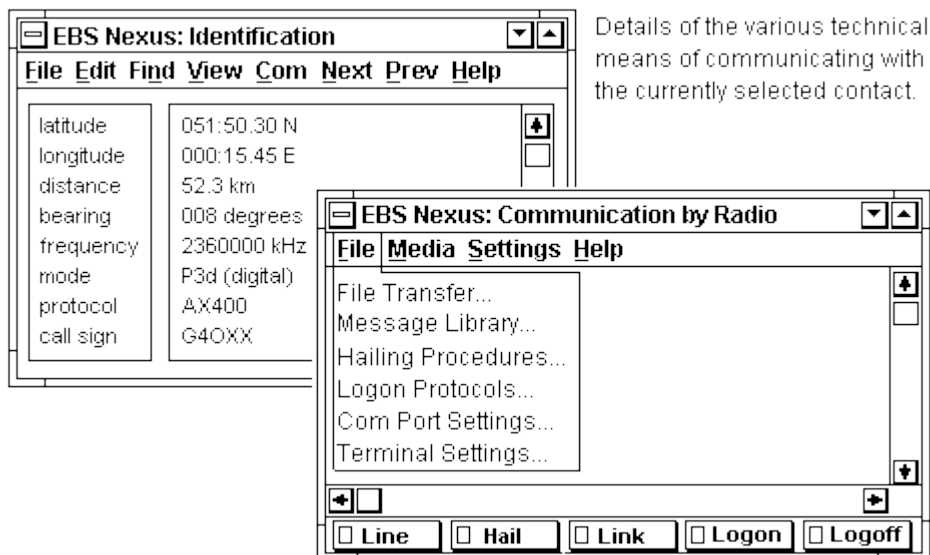 EBS Nexus: Identification
File Edit Find View Com Next Prev Help
latitude 051:50.30 N
longitude 000:15.45 E
distance 52.3 km
bearing 008 degrees
frequency 2360000 kHz
mode P3d (digital)
protocol AX400
call sign G4OXX
Details of the various technical
means of communicating with
the currently selected contact.
EBS Nexus: Communication by Radio
File Media Settings Help
File Transfer...
Message Library...
Hailing Procedures...
Logon Protocols...
Com Port Settings...
Terminal Settings...
Line Hail Link Logon Logoff